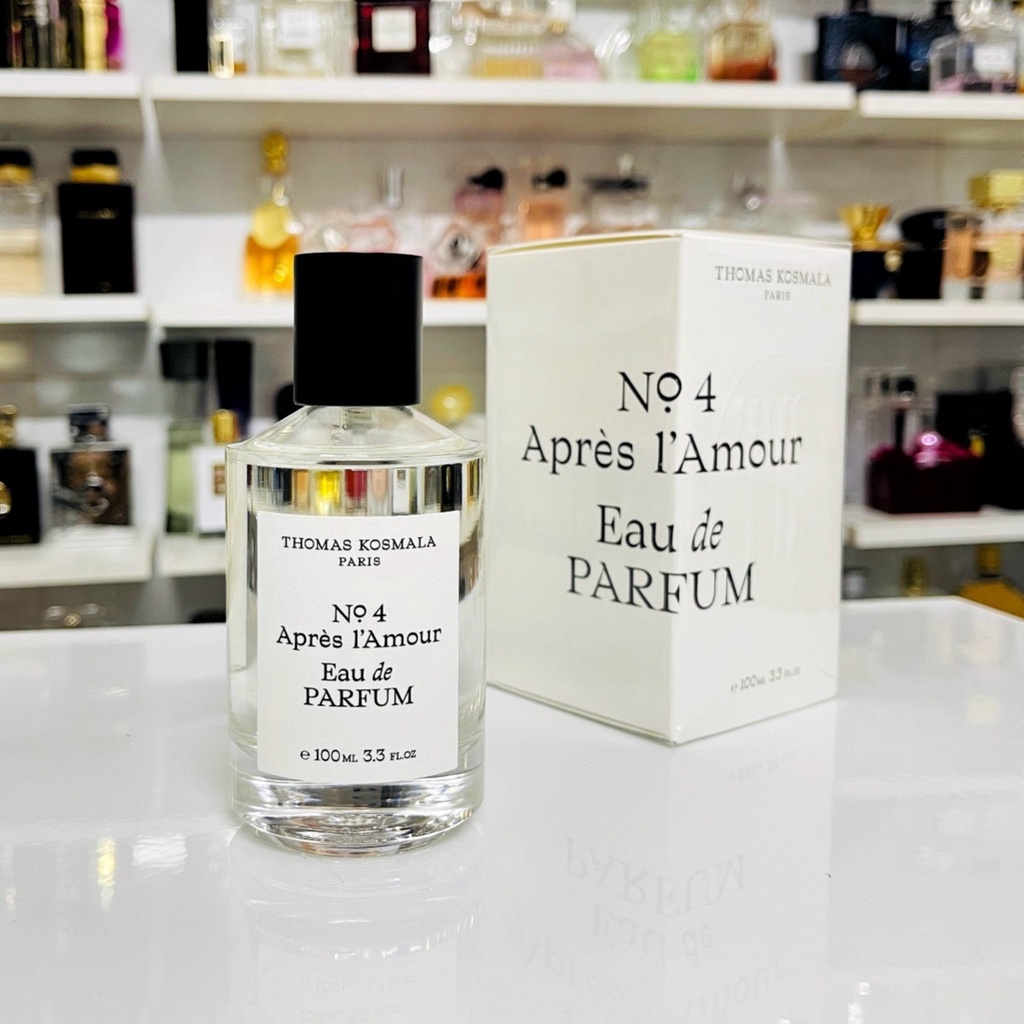 THOMAS KOSMALA
PARIS
No 4
Après l'Amour
Eau de
PARFUM
℮ 100ML 3.3 FL.OZ
THOMAS KOSMALA
PARIS
No 4
Après l'Amour
Eau de
PARFUM
℮ 100ML 3.3 FL.OZ